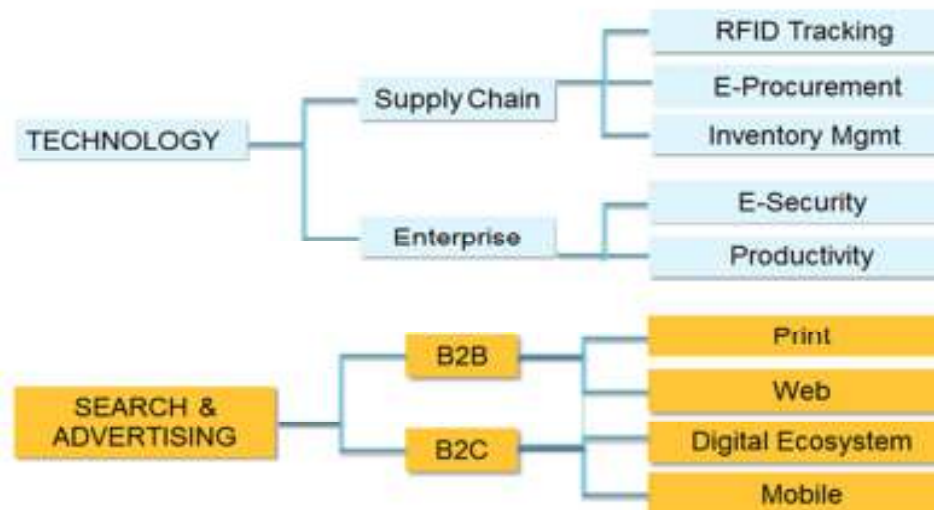 TECHNOLOGY
Supply Chain
RFID Tracking
E-Procurement
Inventory Mgmt
Enterprise
E-Security
Productivity
SEARCH &
ADVERTISING
B2B
Print
Web
B2C
Digital Ecosystem
Mobile